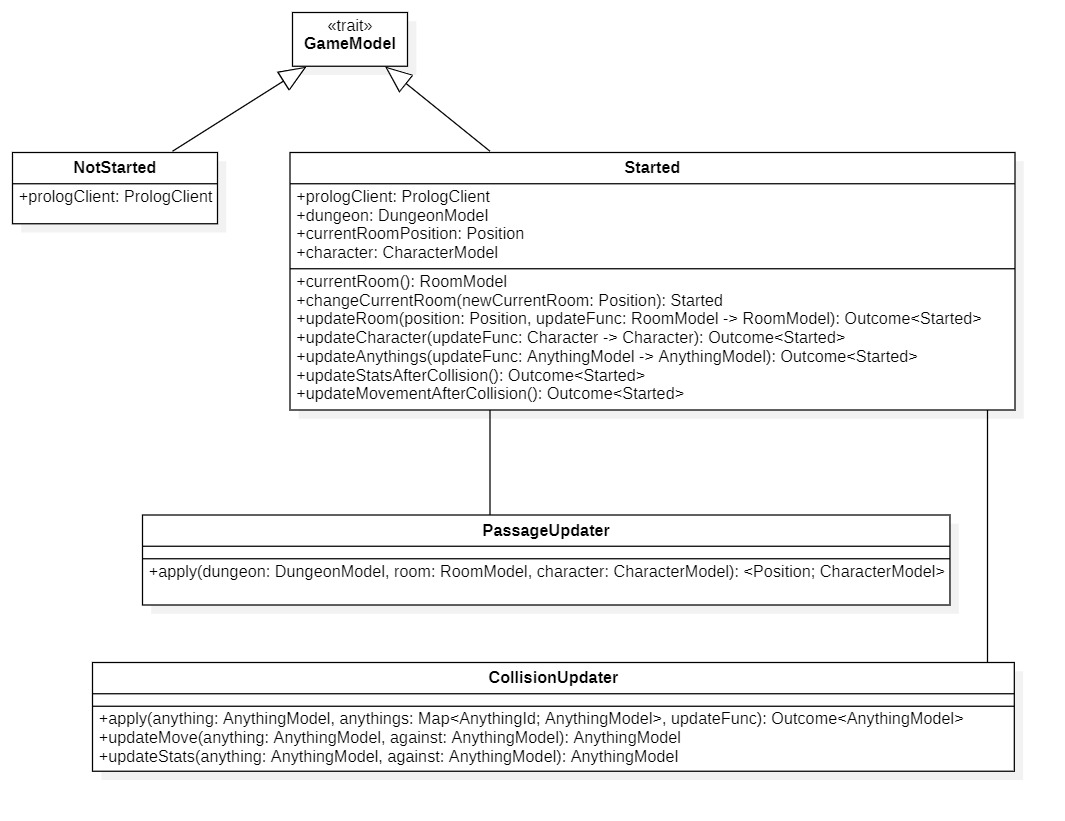 «trait»
GameModel
NotStarted
+prologClient: PrologClient
Started
+prologClient: PrologClient
+dungeon: DungeonModel
+currentRoomPosition: Position
+character: CharacterModel
+currentRoom(): RoomModel
+changeCurrentRoom(newCurrentRoom: Position): Started
+updateRoom(position: Position, updateFunc: RoomModel -> RoomModel): Outcome<Started>
+updateCharacter(updateFunc: Character -> Character): Outcome<Started>
+updateAnythings(updateFunc: AnythingModel -> AnythingModel): Outcome<Started>
+updateStatsAfterCollision(): Outcome<Started>
+updateMovementAfterCollision(): Outcome<Started>
PassageUpdater
+apply(dungeon: DungeonModel, room: RoomModel, character: CharacterModel): <Position; CharacterModel>
CollisionUpdater
+apply(anything: AnythingModel, anythings: Map<AnythingId; AnythingModel>, updateFunc): Outcome<AnythingModel>
+updateMove(anything: AnythingModel, against: AnythingModel): AnythingModel
+updateStats(anything: AnythingModel, against: AnythingModel): AnythingModel